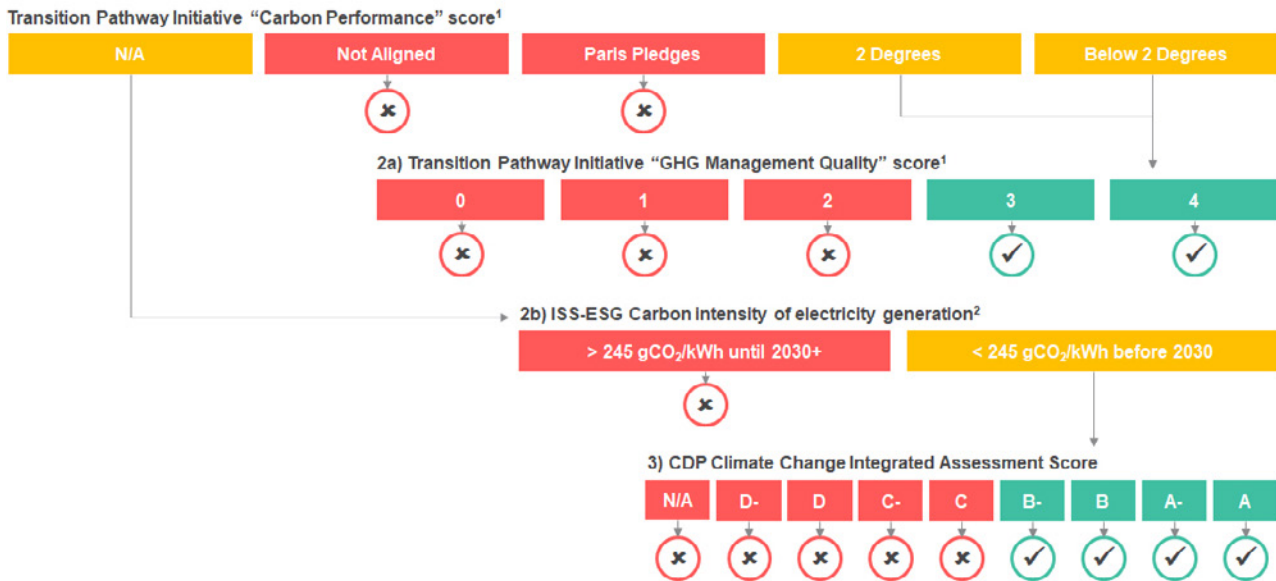 Transition Pathway Initiative “Carbon Performance” score¹
N/A
Not Aligned
Paris Pledges
2 Degrees
Below 2 Degrees
2a) Transition Pathway Initiative “GHG Management Quality” score¹
0
1
2
3
4
2b) ISS-ESG Carbon intensity of electricity generation²
> 245 gCO₂/kWh until 2030+
< 245 gCO₂/kWh before 2030
3) CDP Climate Change Integrated Assessment Score
N/A
D-
D
C-
C
B-
B
A-
A